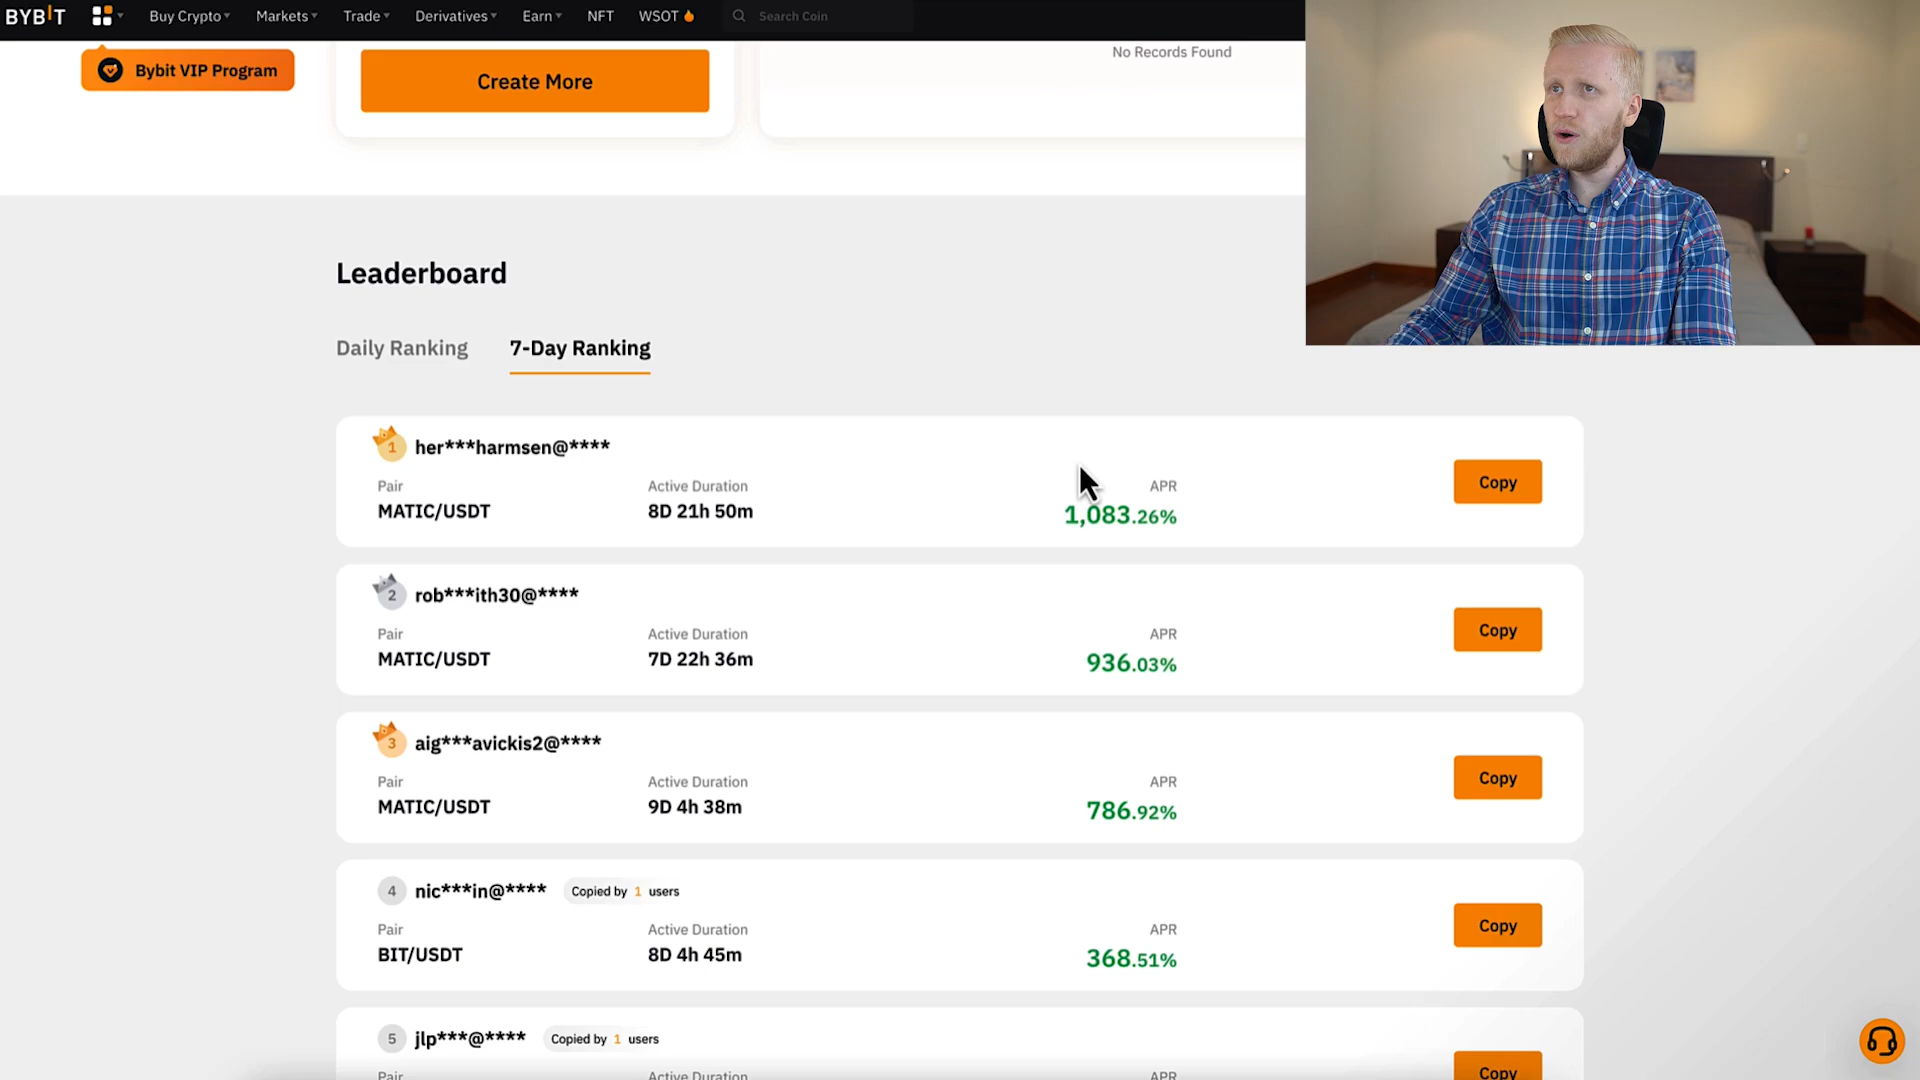 BYBIT Buy Crypto Markets Trade Derivatives Earn NFT WSOT Search Coin
Bybit VIP Program
Create More
No Records Found
Leaderboard
Daily Ranking 7-Day Ranking
1 her***harmsen@****
Pair Active Duration APR
MATIC/USDT 8D 21h 50m 1,083.26%
Copy
2 rob***ith30@****
Pair Active Duration APR
MATIC/USDT 7D 22h 36m 936.03%
Copy
3 aig***avickis2@****
Pair Active Duration APR
MATIC/USDT 9D 4h 38m 786.92%
Copy
4 nic***in@**** Copied by 1 users
Pair Active Duration APR
BIT/USDT 8D 4h 45m 368.51%
Copy
5 jlp***@**** Copied by 1 users
Pair Active Duration APR
Copy